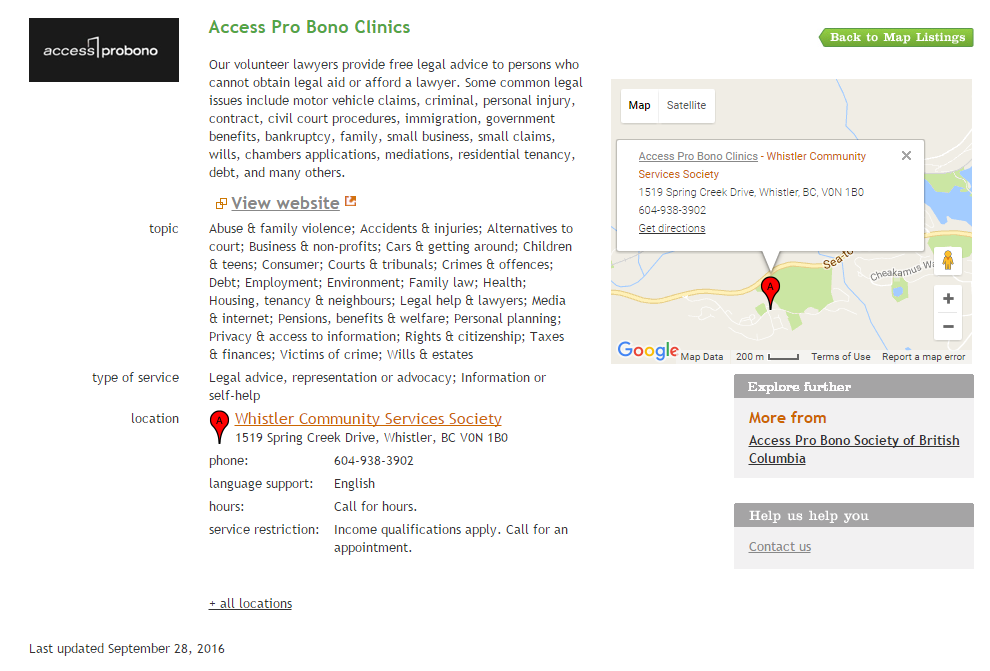 access probono
Access Pro Bono Clinics
Back to Map Listings
Our volunteer lawyers provide free legal advice to persons who
cannot obtain legal aid or afford a lawyer. Some common legal
issues include motor vehicle claims, criminal, personal injury,
contract, civil court procedures, immigration, government
benefits, bankruptcy, family, small business, small claims,
wills, chambers applications, mediations, residential tenancy,
debt, and many others.
View website
topic
Abuse & family violence; Accidents & injuries; Alternatives to
court; Business & non-profits; Cars & getting around; Children
& teens; Consumer; Courts & tribunals; Crimes & offences;
Debt; Employment; Environment; Family law; Health;
Housing, tenancy & neighbours; Legal help & lawyers; Media
& internet; Pensions, benefits & welfare; Personal planning;
Privacy & access to information; Rights & citizenship; Taxes
& finances; Victims of crime; Wills & estates
type of service
Legal advice, representation or advocacy; Information or
self-help
location
A
Whistler Community Services Society
1519 Spring Creek Drive, Whistler, BC V0N 1B0
phone: 604-938-3902
language support: English
hours: Call for hours.
service restriction: Income qualifications apply. Call for an
appointment.
+ all locations
Last updated September 28, 2016
Map Satellite
Access Pro Bono Clinics - Whistler Community
Services Society
1519 Spring Creek Drive, Whistler, BC, V0N 1B0
604-938-3902
Get directions
Sea-to
Cheakamus Wa
A
+
−
Google Map Data 200 m Terms of Use Report a map error
Explore further
More from
Access Pro Bono Society of British
Columbia
Help us help you
Contact us